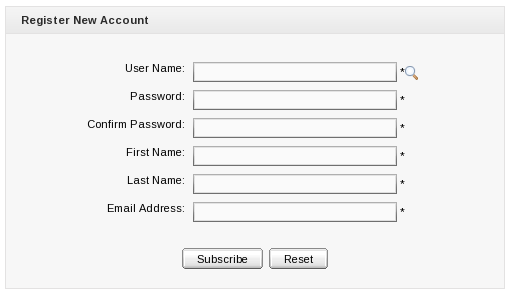 Register New Account
User Name: *
Password: *
Confirm Password: *
First Name: *
Last Name: *
Email Address: *
Subscribe Reset